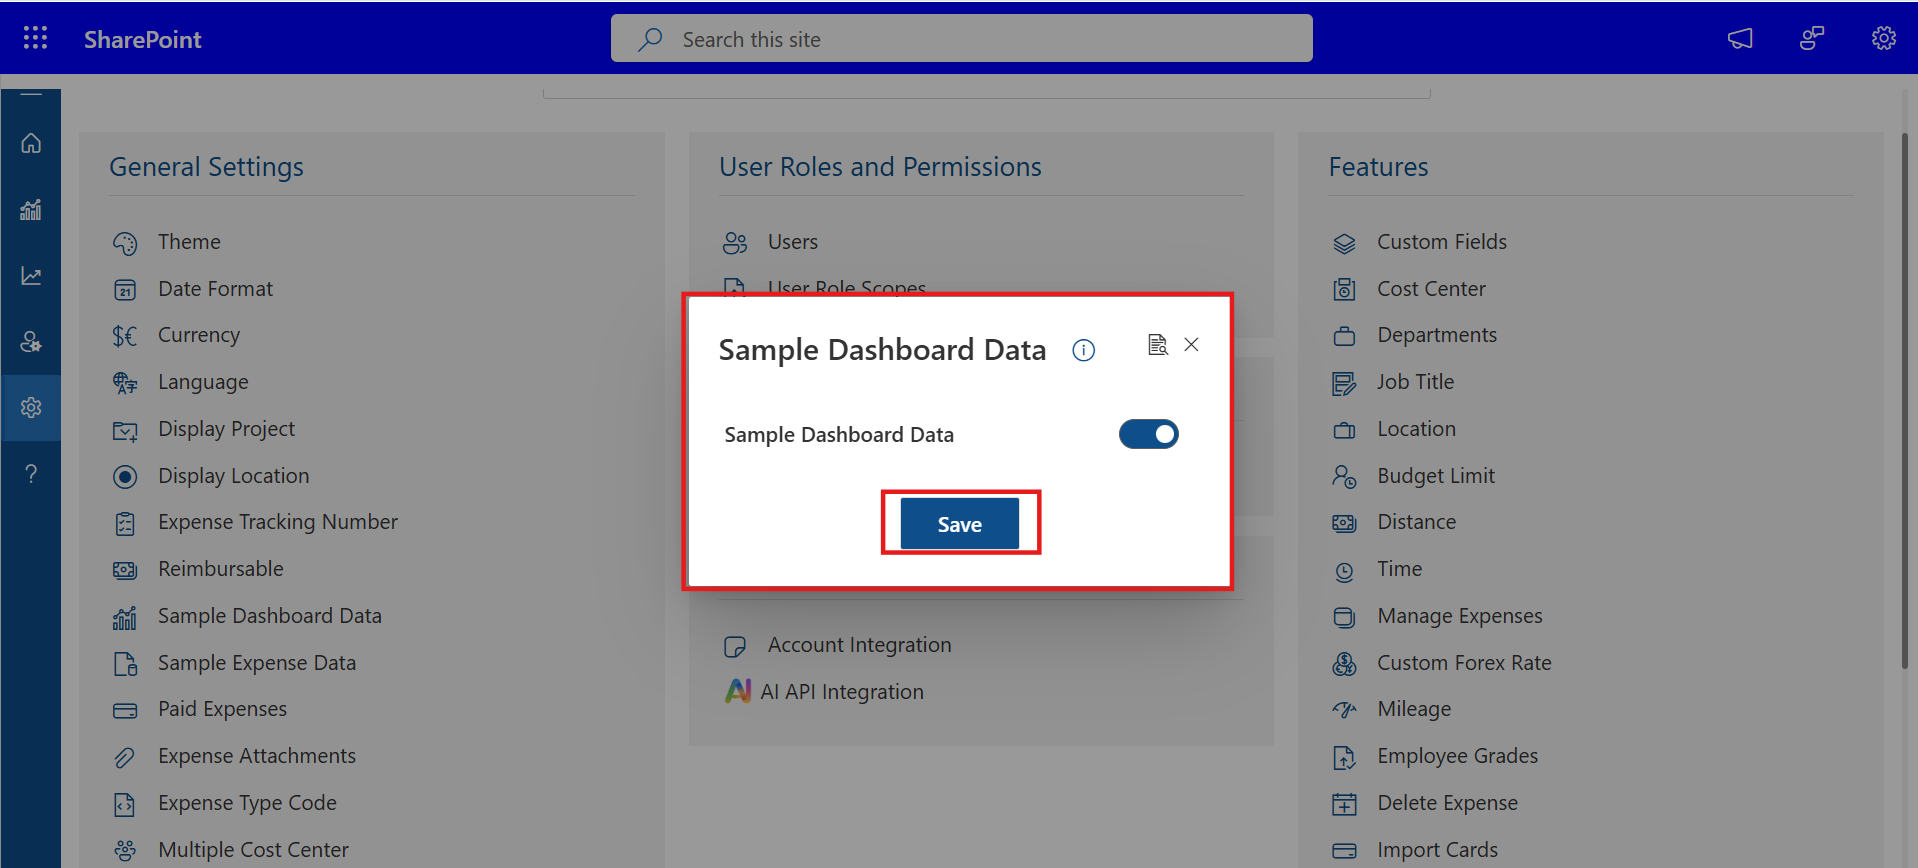 SharePoint
Search this site
General Settings
Theme
21
Date Format
Currency
Language
Display Project
Display Location
Expense Tracking Number
Reimbursable
Sample Dashboard Data
Sample Expense Data
Paid Expenses
Expense Attachments
Expense Type Code
Multiple Cost Center
User Roles and Permissions
Users
User Role Scopes
Sample Dashboard Data
Sample Dashboard Data
Save
Account Integration
AI AI API Integration
Features
Custom Fields
Cost Center
Departments
Job Title
Location
Budget Limit
Distance
Time
Manage Expenses
Custom Forex Rate
Mileage
Employee Grades
Delete Expense
Import Cards